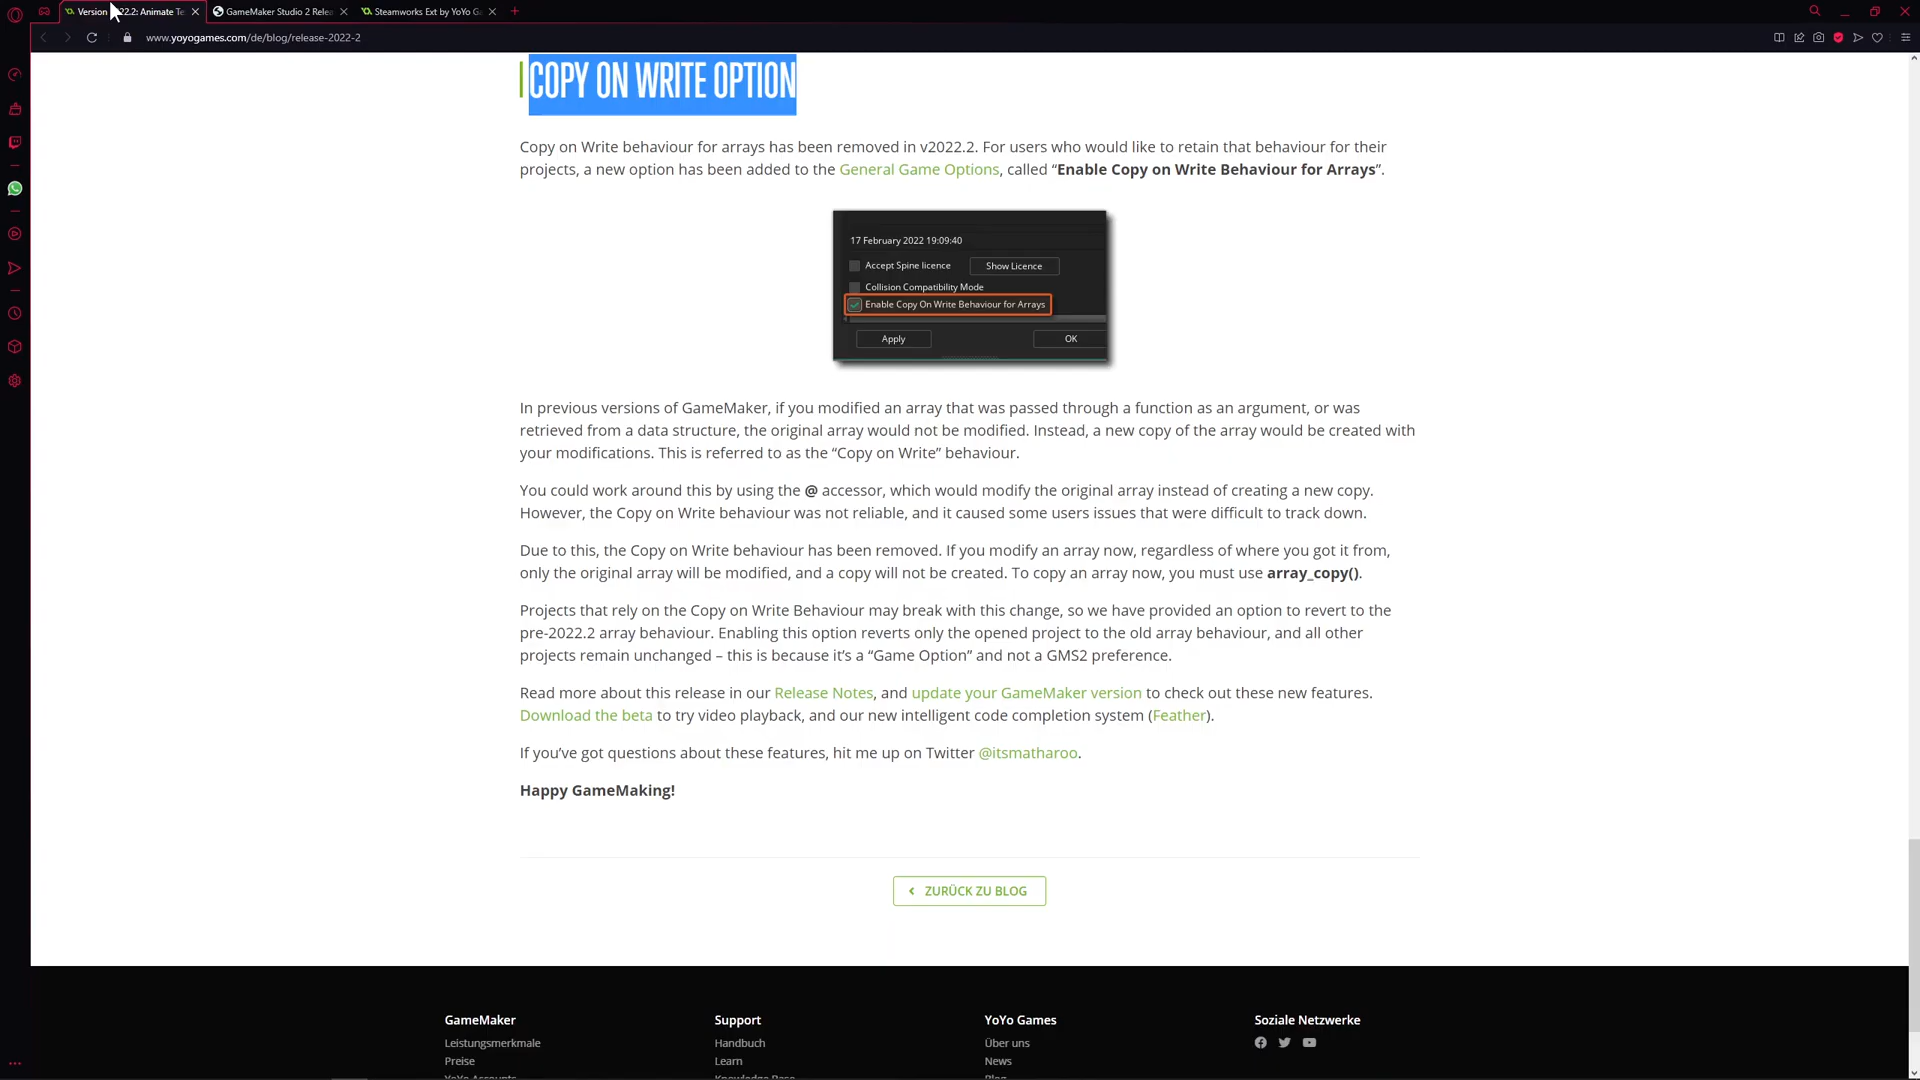 Version 2022.2: Animate Te
GameMaker Studio 2 Relea
Steamworks Ext by YoYo Ga
www.yoyogames.com/de/blog/release-2022-2
COPY ON WRITE OPTION
Copy on Write behaviour for arrays has been removed in v2022.2. For users who would like to retain that behaviour for their
projects, a new option has been added to the General Game Options, called “Enable Copy on Write Behaviour for Arrays”.
17 February 2022 19:09:40
Accept Spine licence
Show Licence
Collision Compatibility Mode
Enable Copy On Write Behaviour for Arrays
Apply
OK
In previous versions of GameMaker, if you modified an array that was passed through a function as an argument, or was
retrieved from a data structure, the original array would not be modified. Instead, a new copy of the array would be created with
your modifications. This is referred to as the “Copy on Write” behaviour.
You could work around this by using the @ accessor, which would modify the original array instead of creating a new copy.
However, the Copy on Write behaviour was not reliable, and it caused some users issues that were difficult to track down.
Due to this, the Copy on Write behaviour has been removed. If you modify an array now, regardless of where you got it from,
only the original array will be modified, and a copy will not be created. To copy an array now, you must use array_copy().
Projects that rely on the Copy on Write Behaviour may break with this change, so we have provided an option to revert to the
pre-2022.2 array behaviour. Enabling this option reverts only the opened project to the old array behaviour, and all other
projects remain unchanged – this is because it’s a “Game Option” and not a GMS2 preference.
Read more about this release in our Release Notes, and update your GameMaker version to check out these new features.
Download the beta to try video playback, and our new intelligent code completion system (Feather).
If you’ve got questions about these features, hit me up on Twitter @itsmatharoo.
Happy GameMaking!
ZURÜCK ZU BLOG
GameMaker
Leistungsmerkmale
Preise
YoYo Accounts
Support
Handbuch
Learn
Knowledge Base
YoYo Games
Über uns
News
Blog
Soziale Netzwerke